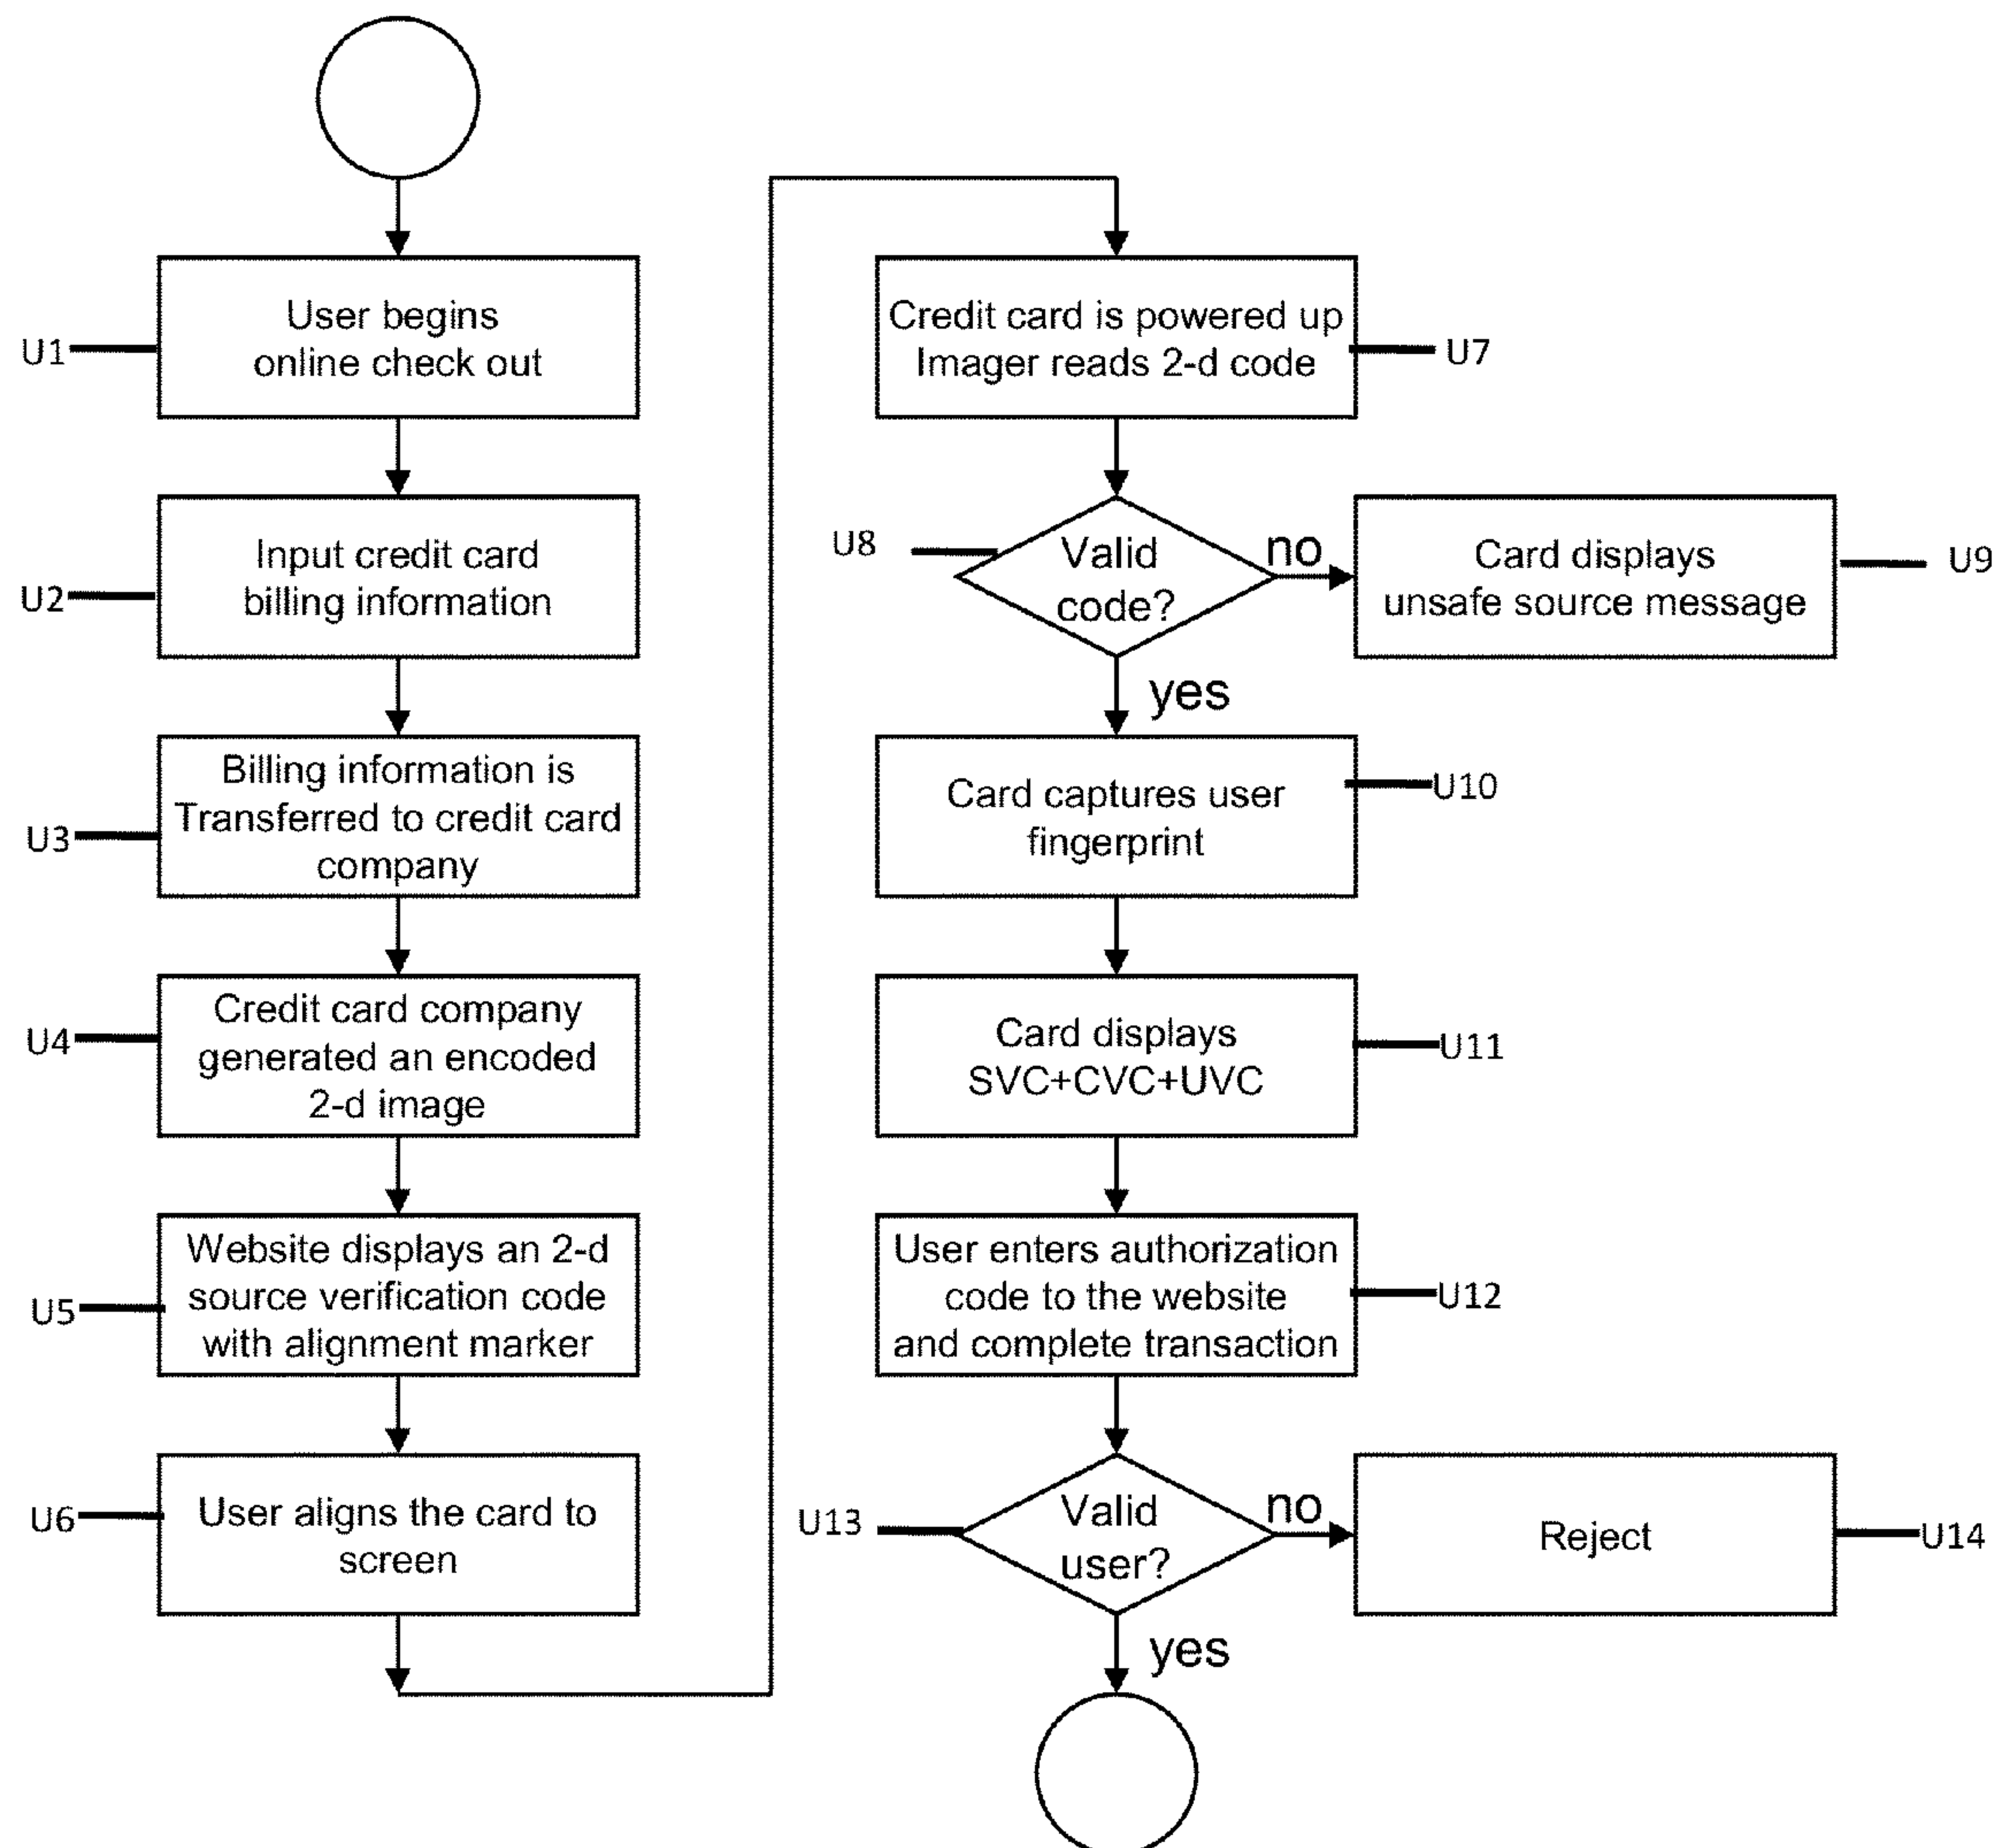 User begins
online check out
U1
Input credit card
billing information
U2
Billing information is
Transferred to credit card
company
U3
Credit card company
generated an encoded
2-d image
U4
Website displays an 2-d
source verification code
with alignment marker
U5
User aligns the card to
screen
U6
Credit card is powered up
Imager reads 2-d code
U7
U8
Valid
code?
no
Card displays
unsafe source message
U9
yes
Card captures user
fingerprint
U10
Card displays
SVC+CVC+UVC
U11
User enters authorization
code to the website
and complete transaction
U12
U13
Valid
user?
no
Reject
U14
yes